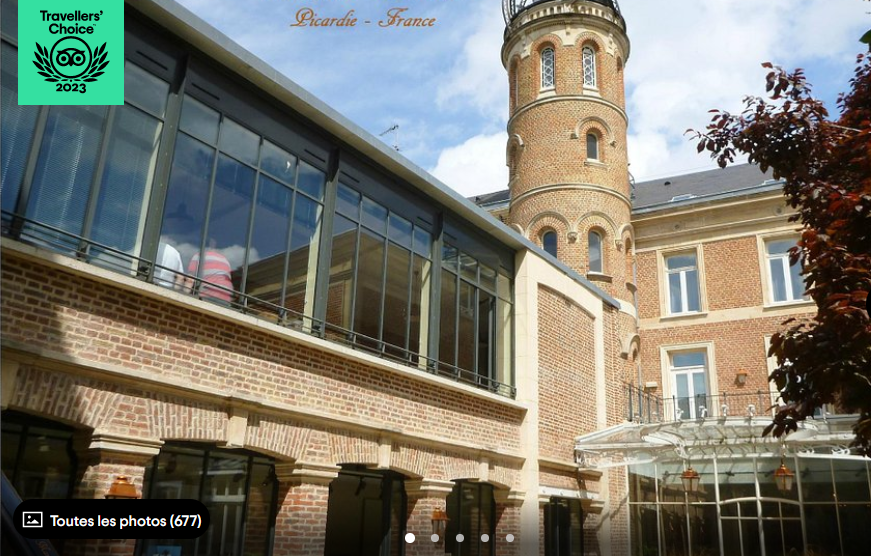 Travellers'
Choice
2023
Picardie - France
Toutes les photos (677)